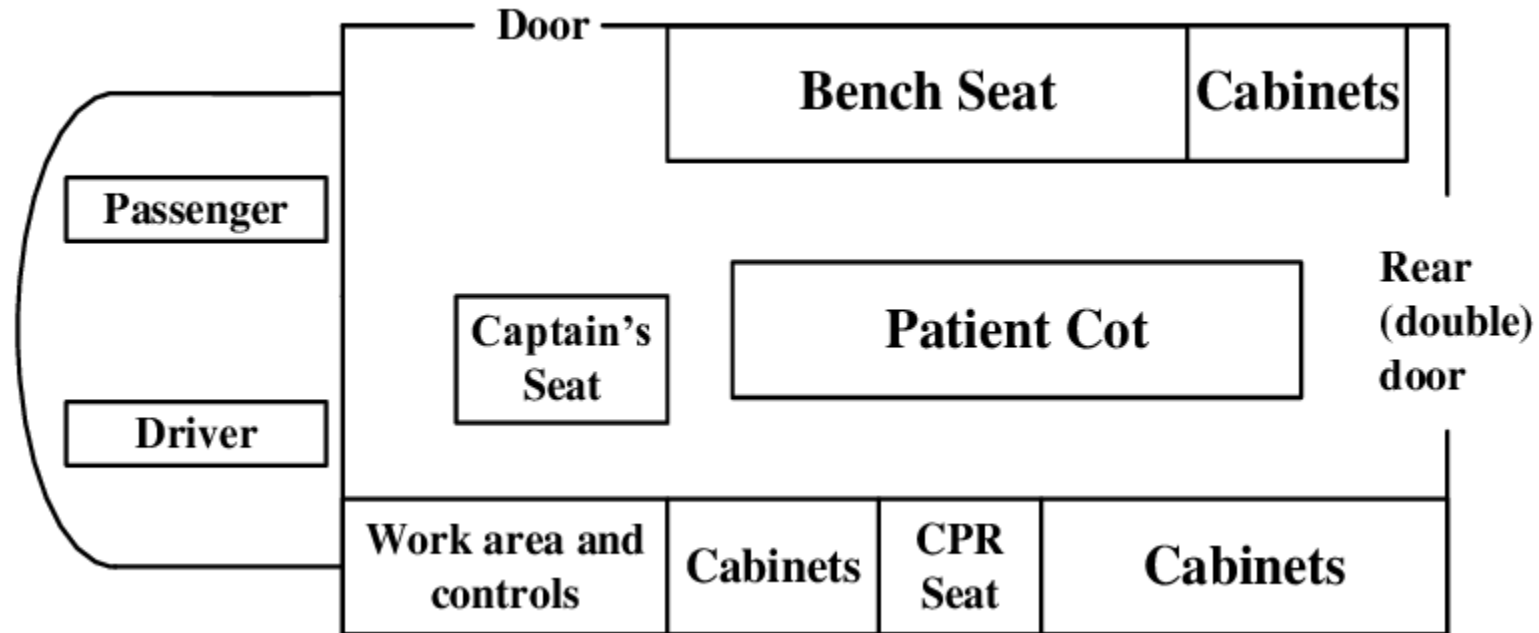 Door
Bench Seat
Cabinets
Passenger
Captain's
Seat
Patient Cot
Rear
(double)
door
Driver
Work area and
controls
Cabinets
CPR
Seat
Cabinets